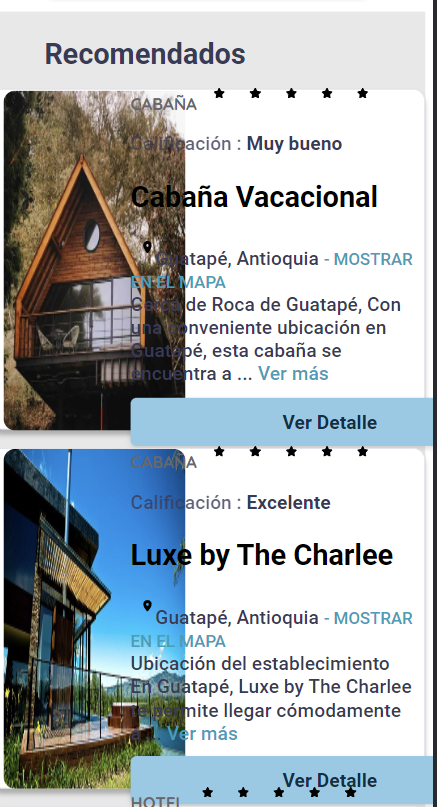 Recomendados
CABAÑA
Calificación : Muy bueno
Cabaña Vacacional
Guatapé, Antioquia - MOSTRAR
EN EL MAPA
Cerca de Roca de Guatapé, Con
una conveniente ubicación en
Guatapé, esta cabaña se
encuentra a ... Ver más
Ver Detalle
CABAÑA
Calificación : Excelente
Luxe by The Charlee
Guatapé, Antioquia - MOSTRAR
EN EL MAPA
Ubicación del establecimiento
En Guatapé, Luxe by The Charlee
te permite llegar cómodamente
a ... Ver más
Ver Detalle
HOTEL